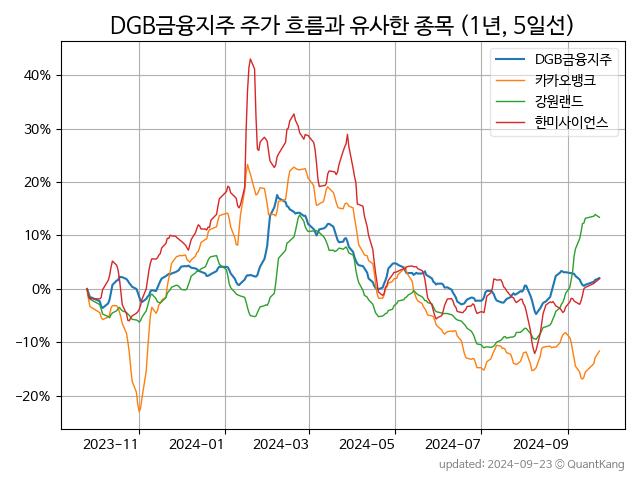 DGB금융지주 주가 흐름과 유사한 종목 (1년, 5일선)
DGB금융지주
카카오뱅크
강원랜드
한미사이언스
40%
30%
20%
10%
0%
−10%
−20%
2023-11
2024-01
2024-03
2024-05
2024-07
2024-09
updated: 2024-09-23 © QuantKang